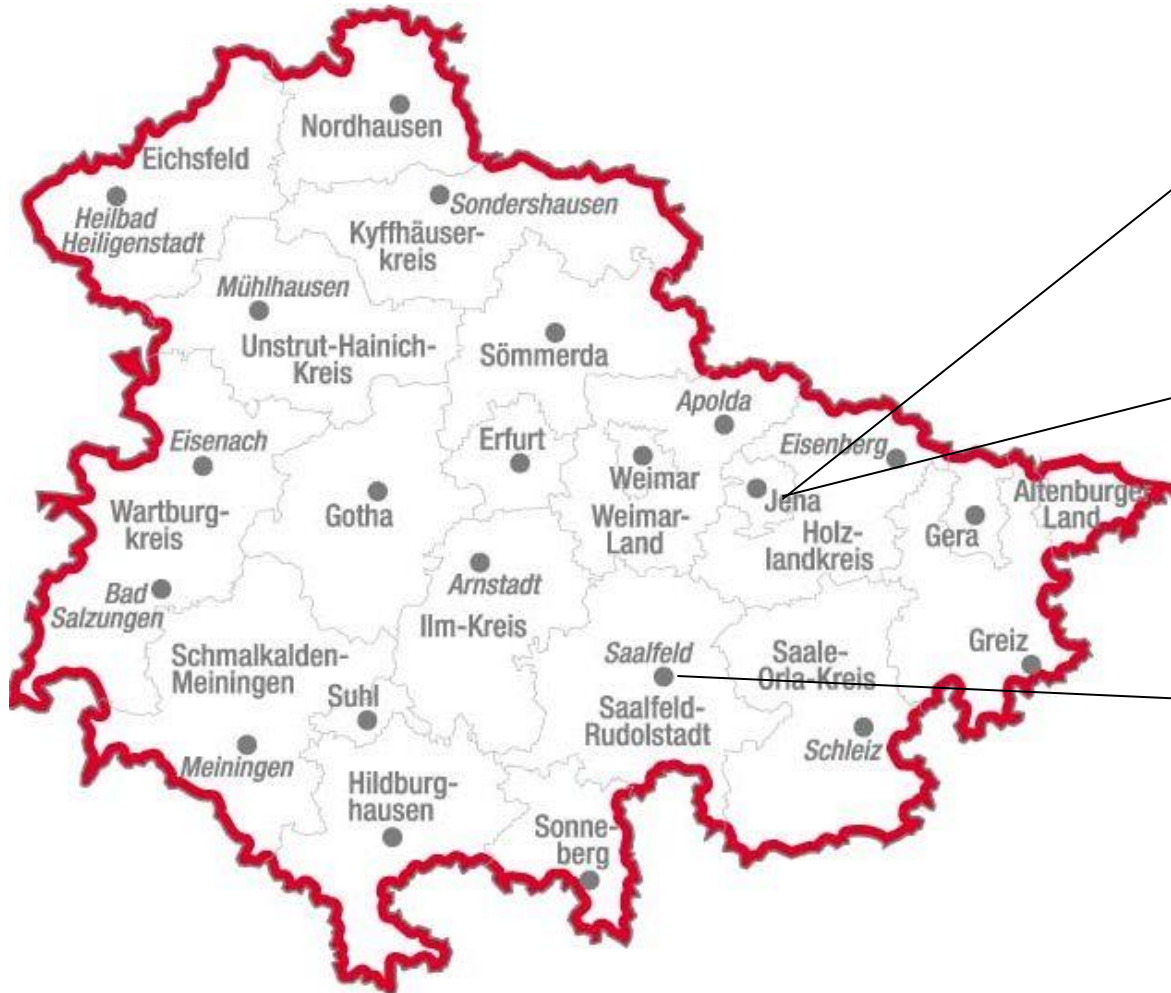 Nordhausen
Eichsfeld
Heilbad
Heiligenstadt
Sondershausen
Kyffhäuser-
kreis
Mühlhausen
Unstrut-Hainich-
Kreis
Sömmerda
Apolda
Eisenach
Erfurt
Eisenberg
Weimar
Jena
Altenburger
Land
Wartburg-
kreis
Gotha
Weimar-
Land
Holz-
landkreis
Gera
Bad
Salzungen
Arnstadt
Ilm-Kreis
Schmalkalden-
Meiningen
Saalfeld
Saale-
Orla-Kreis
Greiz
Suhl
Saalfeld-
Rudolstadt
Meiningen
Schleiz
Hildburg-
hausen
Sonne-
berg